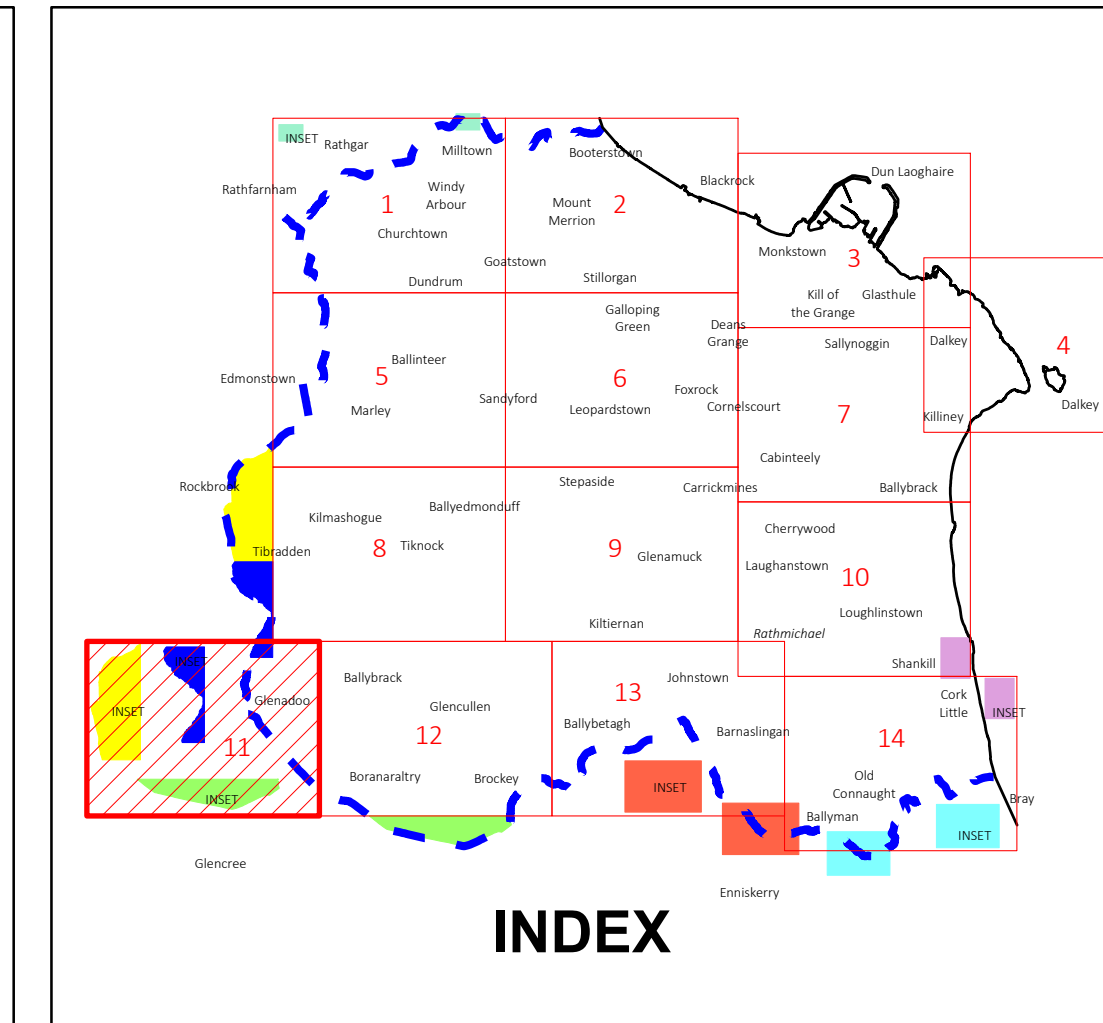 INSET
Rathgar
Milltown
Booterstown
Blackrock
Dun Laoghaire
Rathfarnham
Windy
Arbour
1
Mount
Merrion
2
Churchtown
Monkstown
3
Goatstown
Dundrum
Stillorgan
Kill of
the Grange
Glasthule
Galloping
Green
Deans
Grange
Sallynoggin
Dalkey
4
Ballinteer
Edmonstown
5
6
Foxrock
Sandyford
Marley
Leopardstown
Cornelscourt
7
Killiney
Dalkey
Cabinteely
Rockbrook
Stepaside
Carrickmines
Ballybrack
Ballyedmonduff
Kilmashogue
Cherrywood
Tibradden
8
Tiknock
9
Glenamuck
Laughanstown
10
Loughlinstown
Kiltiernan
Rathmichael
INSET
Shankill
Ballybrack
Johnstown
13
Glenadoo
INSET
Glencullen
Cork
Little
INSET
Ballybetagh
Barnaslingan
11
12
14
Boranaraltry
Brockey
INSET
Old
Connaught
INSET
Bray
Ballyman
INSET
Glencree
Enniskerry
INDEX